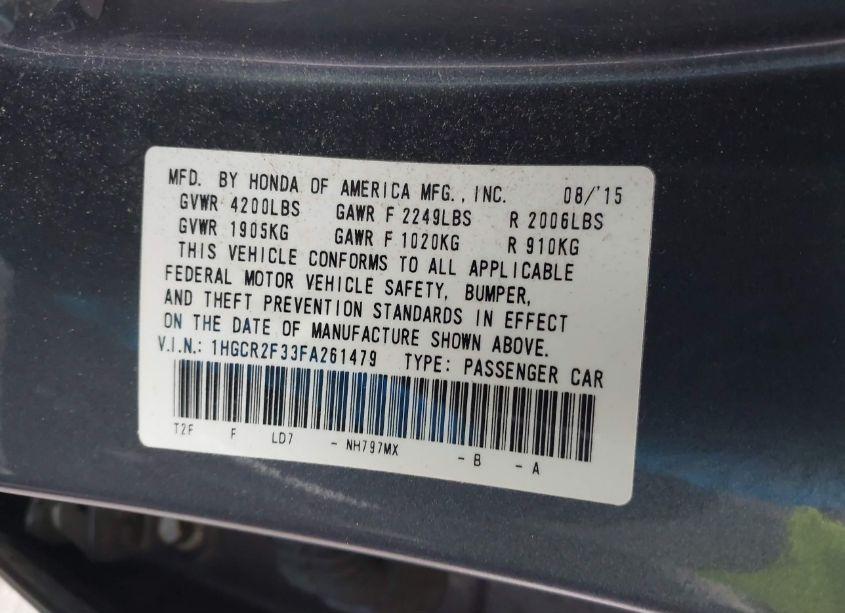 MFD. BY HONDA OF AMERICA MFG., INC. 08/'15
GVWR 4200LBS GAWR F 2249LBS R 2006LBS
GVWR 1905KG GAWR F 1020KG R 910KG
THIS VEHICLE CONFORMS TO ALL APPLICABLE
FEDERAL MOTOR VEHICLE SAFETY, BUMPER,
AND THEFT PREVENTION STANDARDS IN EFFECT
ON THE DATE OF MANUFACTURE SHOWN ABOVE.
V.I.N.: 1HGCR2F33FA261479 TYPE: PASSENGER CAR
T2F F LD7 - NH797MX - B - A